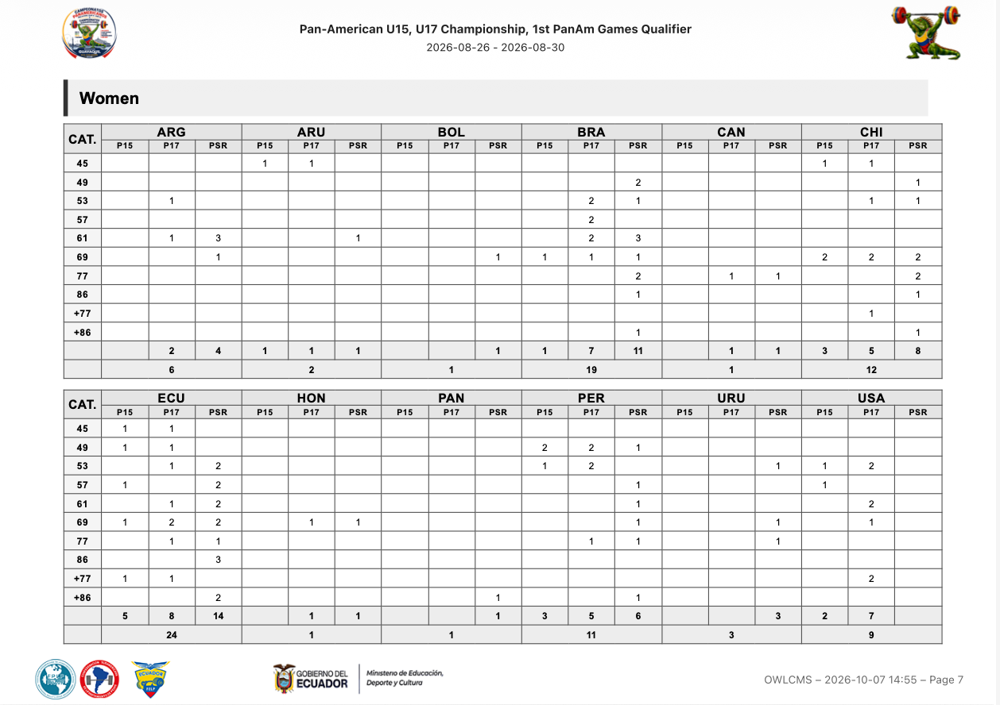 CAMPEONATOS
PANAMERICANOS
GUAYAQUIL
Pan-American U15, U17 Championship, 1st PanAm Games Qualifier
2026-08-26 - 2026-08-30
Women
CAT. ARG ARU BOL BRA CAN CHI
P15 P17 PSR P15 P17 PSR P15 P17 PSR P15 P17 PSR P15 P17 PSR P15 P17 PSR
45 1 1 1 1
49 2 1
53 1 2 1 1 1
57 2
61 1 3 1 2 3
69 1 1 1 1 1 2 2 2
77 2 1 1 2
86 1 1
+77 1
+86 1 1
2 4 1 1 1 1 1 7 11 1 1 3 5 8
6 2 1 19 1 12
CAT. ECU HON PAN PER URU USA
P15 P17 PSR P15 P17 PSR P15 P17 PSR P15 P17 PSR P15 P17 PSR P15 P17 PSR
45 1 1
49 1 1 2 2 1
53 1 2 1 2 1 1 2
57 1 2 1 1
61 1 2 1 2
69 1 2 2 1 1 1 1 1
77 1 1 1 1 1
86 3
+77 1 1 2
+86 2 1 1
5 8 14 1 1 1 3 5 6 3 2 7
24 1 1 11 3 9
ECUADOR
GOBIERNO DEL
ECUADOR
Ministerio de Educación,
Deporte y Cultura
OWLCMS – 2026-10-07 14:55 – Page 7